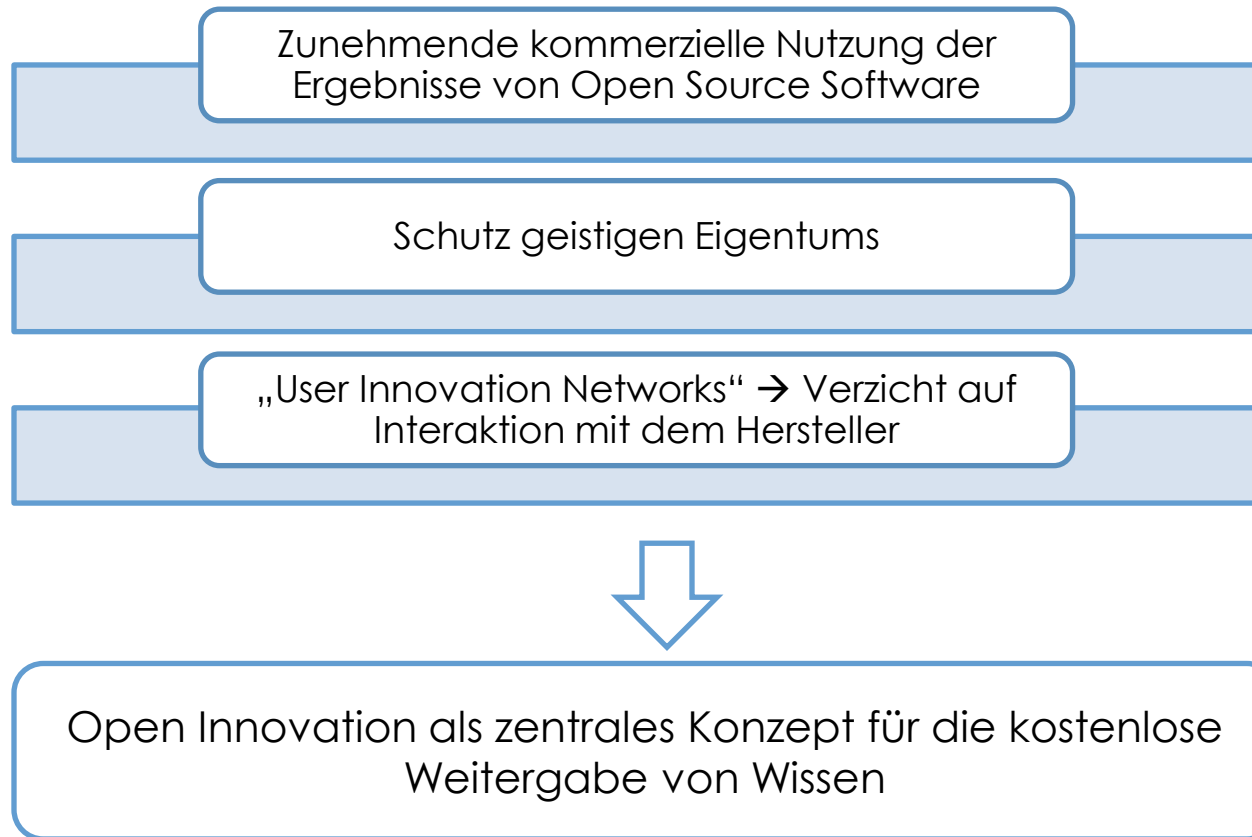 Zunehmende kommerzielle Nutzung der
Ergebnisse von Open Source Software
Schutz geistigen Eigentums
„User Innovation Networks“ → Verzicht auf
Interaktion mit dem Hersteller
Open Innovation als zentrales Konzept für die kostenlose
Weitergabe von Wissen